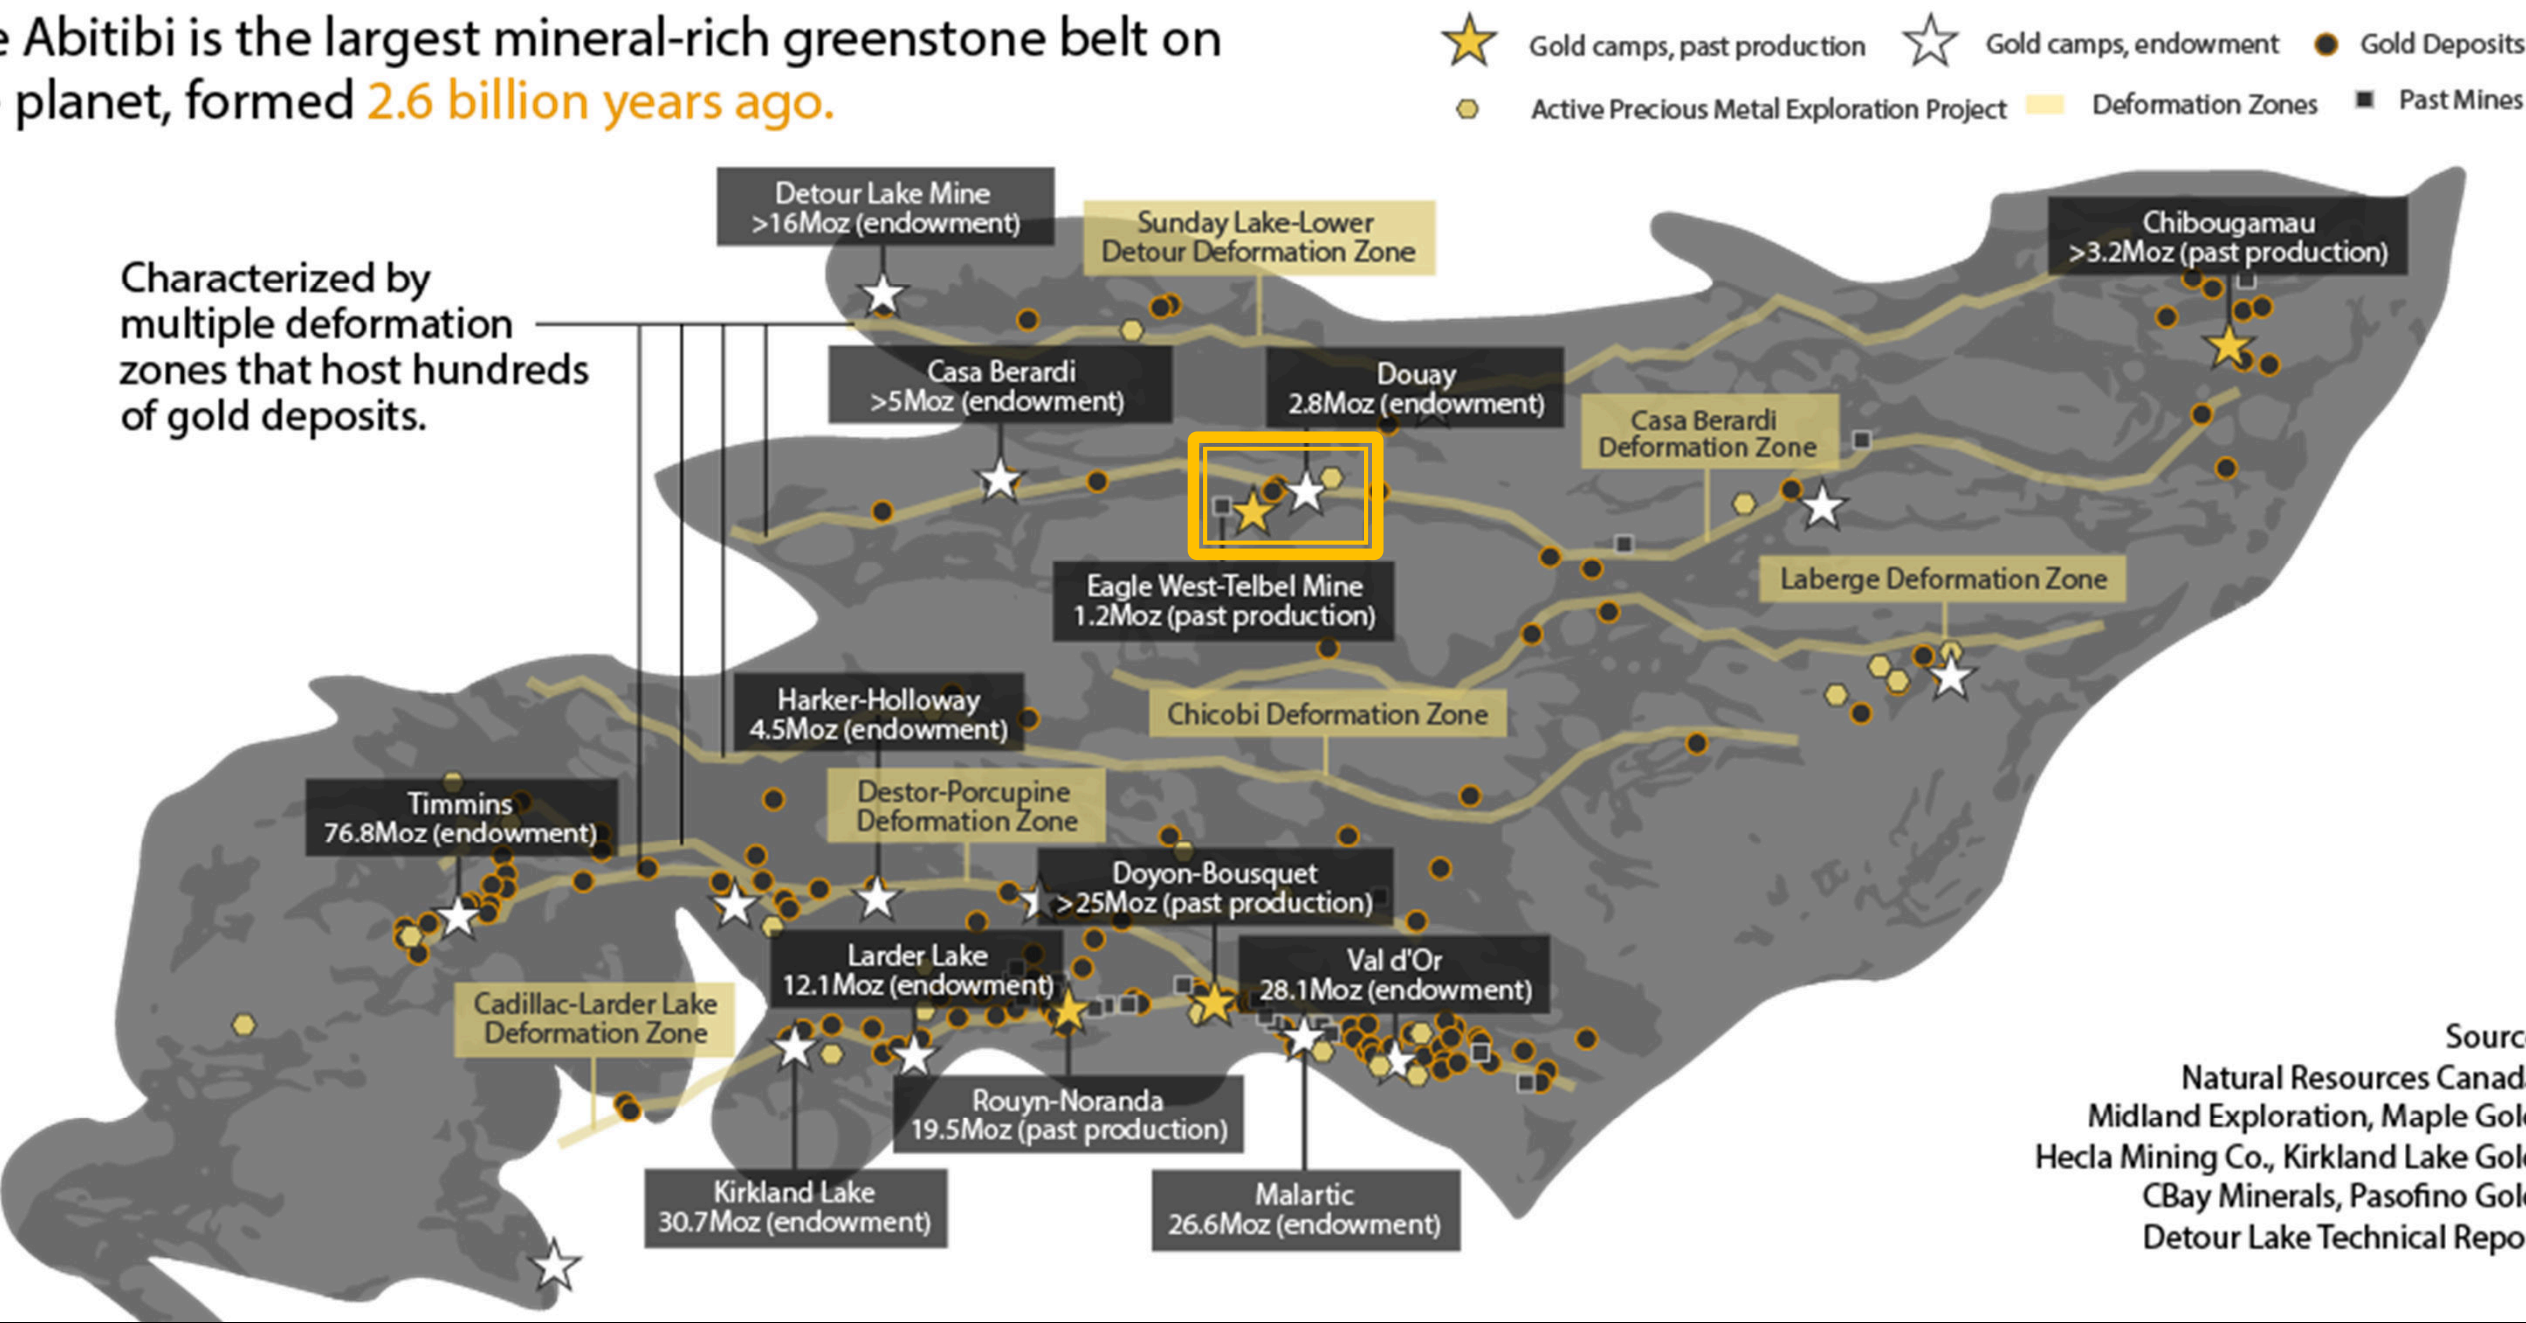 e Abitibi is the largest mineral-rich greenstone belt on
planet, formed 2.6 billion years ago.
Gold camps, past production
Gold camps, endowment
Gold Deposits
Active Precious Metal Exploration Project
Deformation Zones
Past Mines
Characterized by
multiple deformation
zones that host hundreds
of gold deposits.
Detour Lake Mine
>16Moz (endowment)
Sunday Lake-Lower
Detour Deformation Zone
Chibougamau
>3.2Moz (past production)
Casa Berardi
>5Moz (endowment)
Douay
2.8Moz (endowment)
Casa Berardi
Deformation Zone
Eagle West-Telbel Mine
1.2Moz (past production)
Laberge Deformation Zone
Harker-Holloway
4.5Moz (endowment)
Chicobi Deformation Zone
Timmins
76.8Moz (endowment)
Destor-Porcupine
Deformation Zone
Doyon-Bousquet
>25Moz (past production)
Larder Lake
12.1Moz (endowment)
Val d'Or
28.1Moz (endowment)
Cadillac-Larder Lake
Deformation Zone
Rouyn-Noranda
19.5Moz (past production)
Kirkland Lake
30.7Moz (endowment)
Malartic
26.6Moz (endowment)
Sourc
Natural Resources Canad
Midland Exploration, Maple Gol
Hecla Mining Co., Kirkland Lake Gol
CBay Minerals, Pasofino Gol
Detour Lake Technical Repo